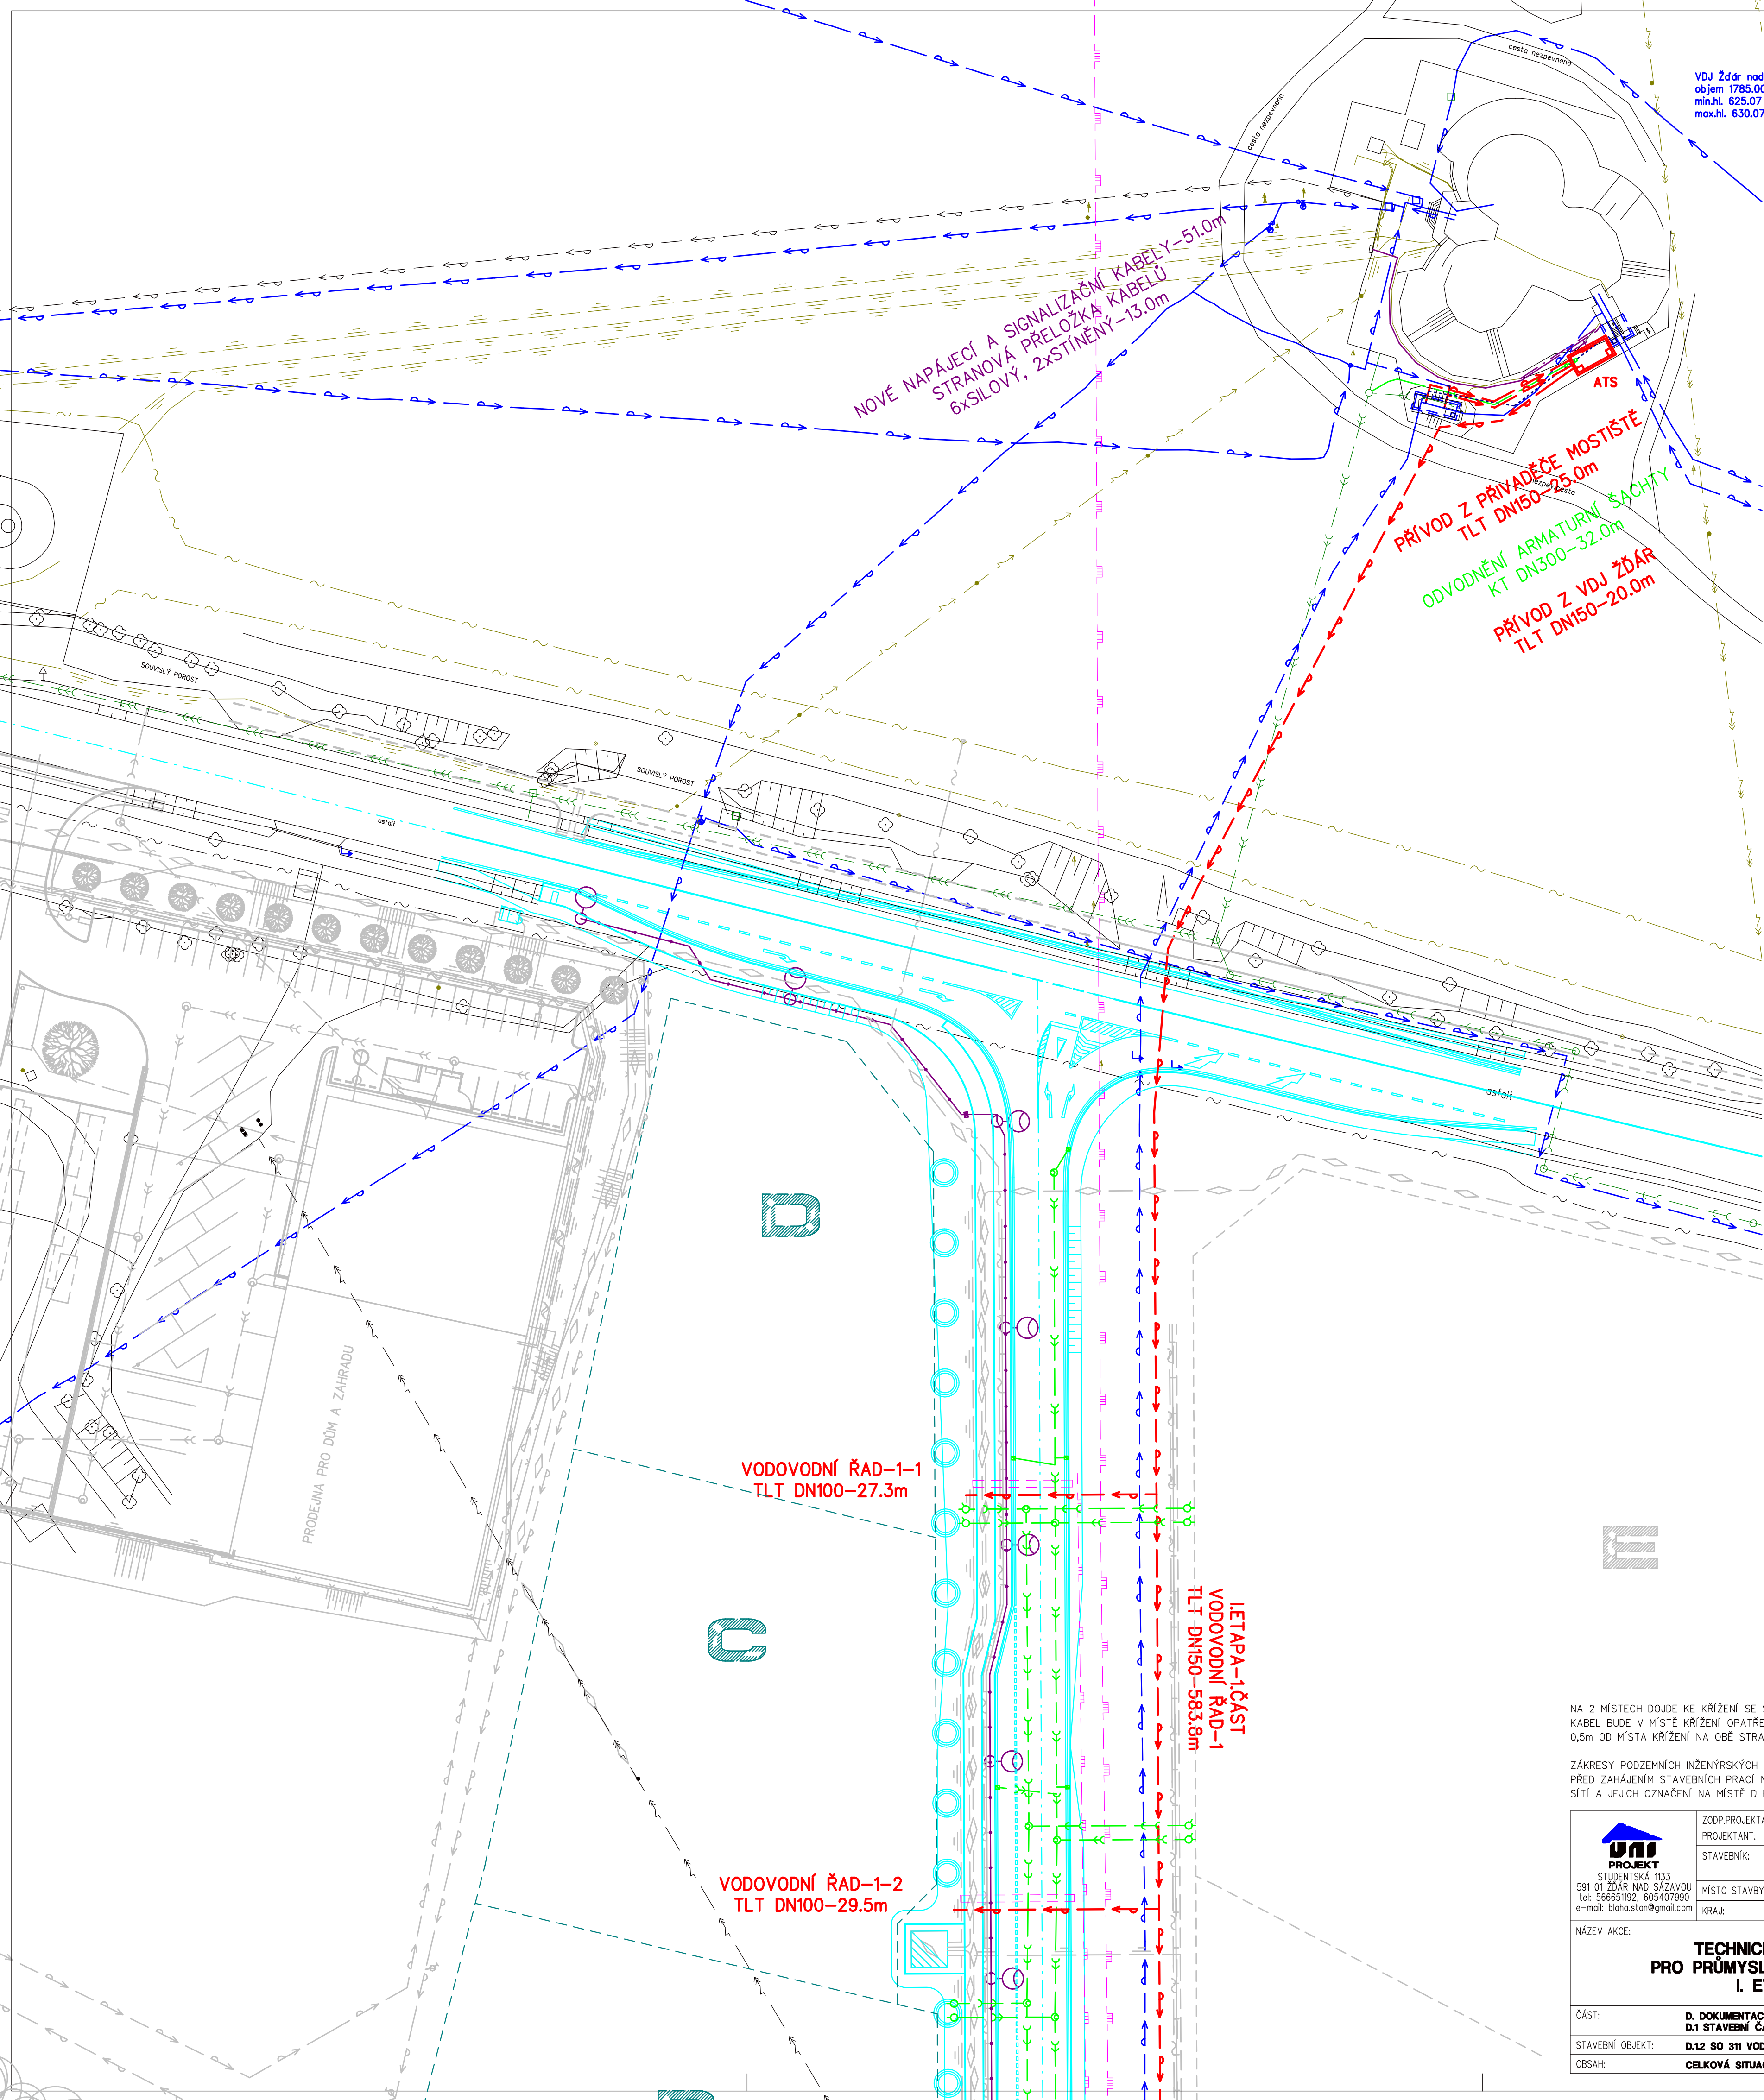 cesta nezpevnena
cesta nezpevnena
VDJ Žďár nad
objem 1785.00
min.hl. 625.07
max.hl. 630.07
NOVÉ NAPÁJECÍ A SIGNALIZAČNÍ KABELY-51.0m
STRANOVÁ PŘELOŽKA KABELŮ
6xSILOVÝ, 2xSTÍNĚNÝ-13.0m
ATS
PŘÍVOD Z PŘIVADĚČE MOSTIŠTĚ
TLT DN150-25.0m
ODVODNĚNÍ ARMATURNÍ ŠACHTY
KT DN300-32.0m
PŘÍVOD Z VDJ ŽĎÁR
TLT DN150-20.0m
SOUVISLÝ POROST
SOUVISLÝ POROST
asfalt
asfalt
D
PRODEJNA PRO DŮM A ZAHRADU
VODOVODNÍ ŘAD-1-1
TLT DN100-27.3m
E
C
I.ETAPA-1.ČÁST
VODOVODNÍ ŘAD-1
TLT DN150-583.8m
VODOVODNÍ ŘAD-1-2
TLT DN100-29.5m
NA 2 MÍSTECH DOJDE KE KŘÍŽENÍ SE
KABEL BUDE V MÍSTĚ KŘÍŽENÍ OPATŘE
0,5m OD MÍSTA KŘÍŽENÍ NA OBĚ STRA
ZÁKRESY PODZEMNÍCH INŽENÝRSKÝCH
PŘED ZAHÁJENÍM STAVEBNÍCH PRACÍ
SÍTÍ A JEJICH OZNAČENÍ NA MÍSTĚ DL
UNI
PROJEKT
STUDENTSKÁ 1133
591 01 ŽĎÁR NAD SÁZAVOU
tel: 566651192, 605407990
e-mail: blaha.stan@gmail.com
ZODP.PROJEKTA
PROJEKTANT:
STAVEBNÍK:
MÍSTO STAVBY
KRAJ:
NÁZEV AKCE:
TECHNIC
PRO PRŮMYSL
I. E
ČÁST:
D. DOKUMENTAC
D.1 STAVEBNÍ ČÁ
STAVEBNÍ OBJEKT:
D.1.2 SO 311 VOD
OBSAH:
CELKOVÁ SITUA